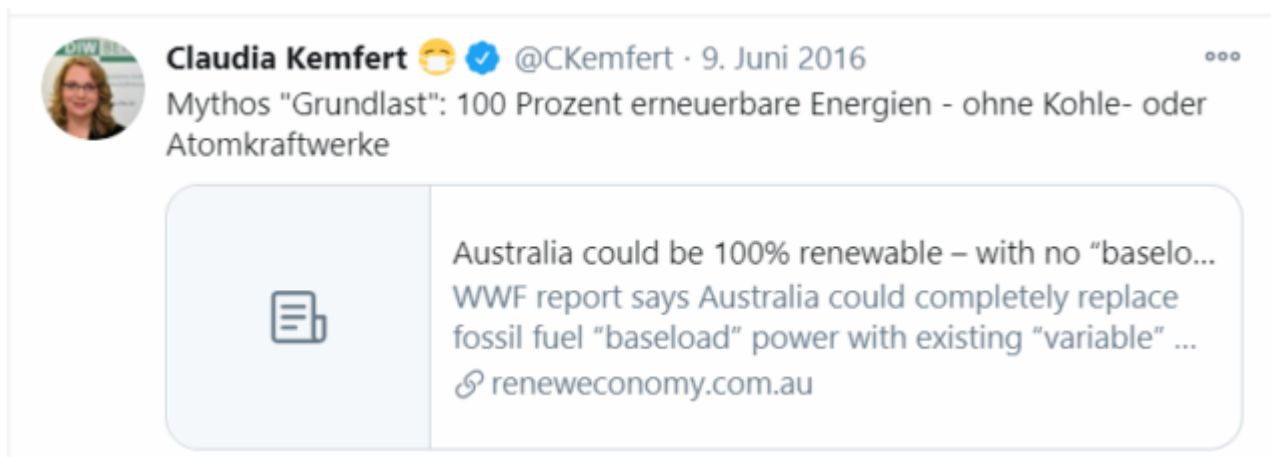 Claudia Kemfert 😷 @CKemfert · 9. Juni 2016
Mythos "Grundlast": 100 Prozent erneuerbare Energien - ohne Kohle- oder
Atomkraftwerke
Australia could be 100% renewable – with no “baselo...
WWF report says Australia could completely replace
fossil fuel “baseload” power with existing “variable” ...
reneweconomy.com.au